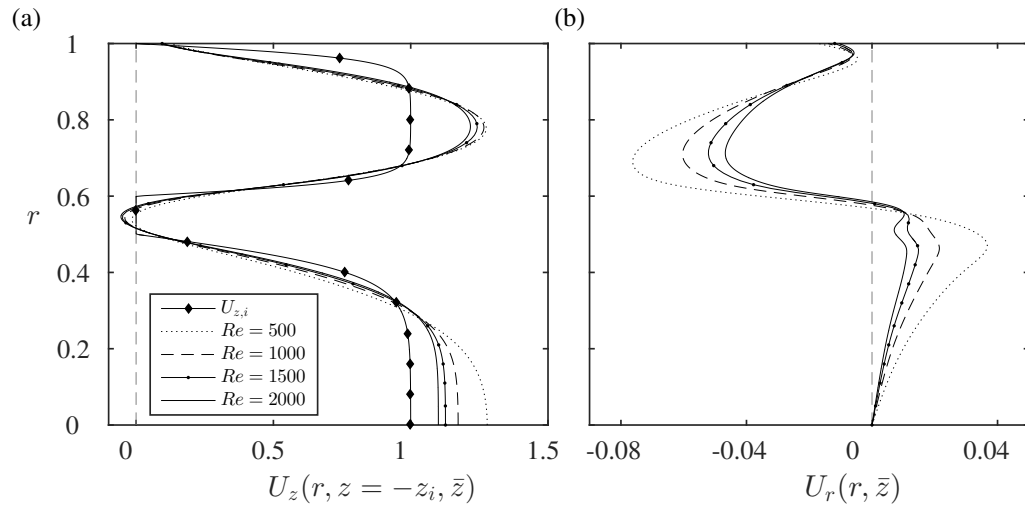 (a)
(b)
1
0.8
0.6
0.4
0.2
0
r
U_{z,i}
Re = 500
Re = 1000
Re = 1500
Re = 2000
0 0.5 1 1.5
-0.08 -0.04 0 0.04
U_z(r, z = −z_i, z̄)
U_r(r, z̄)